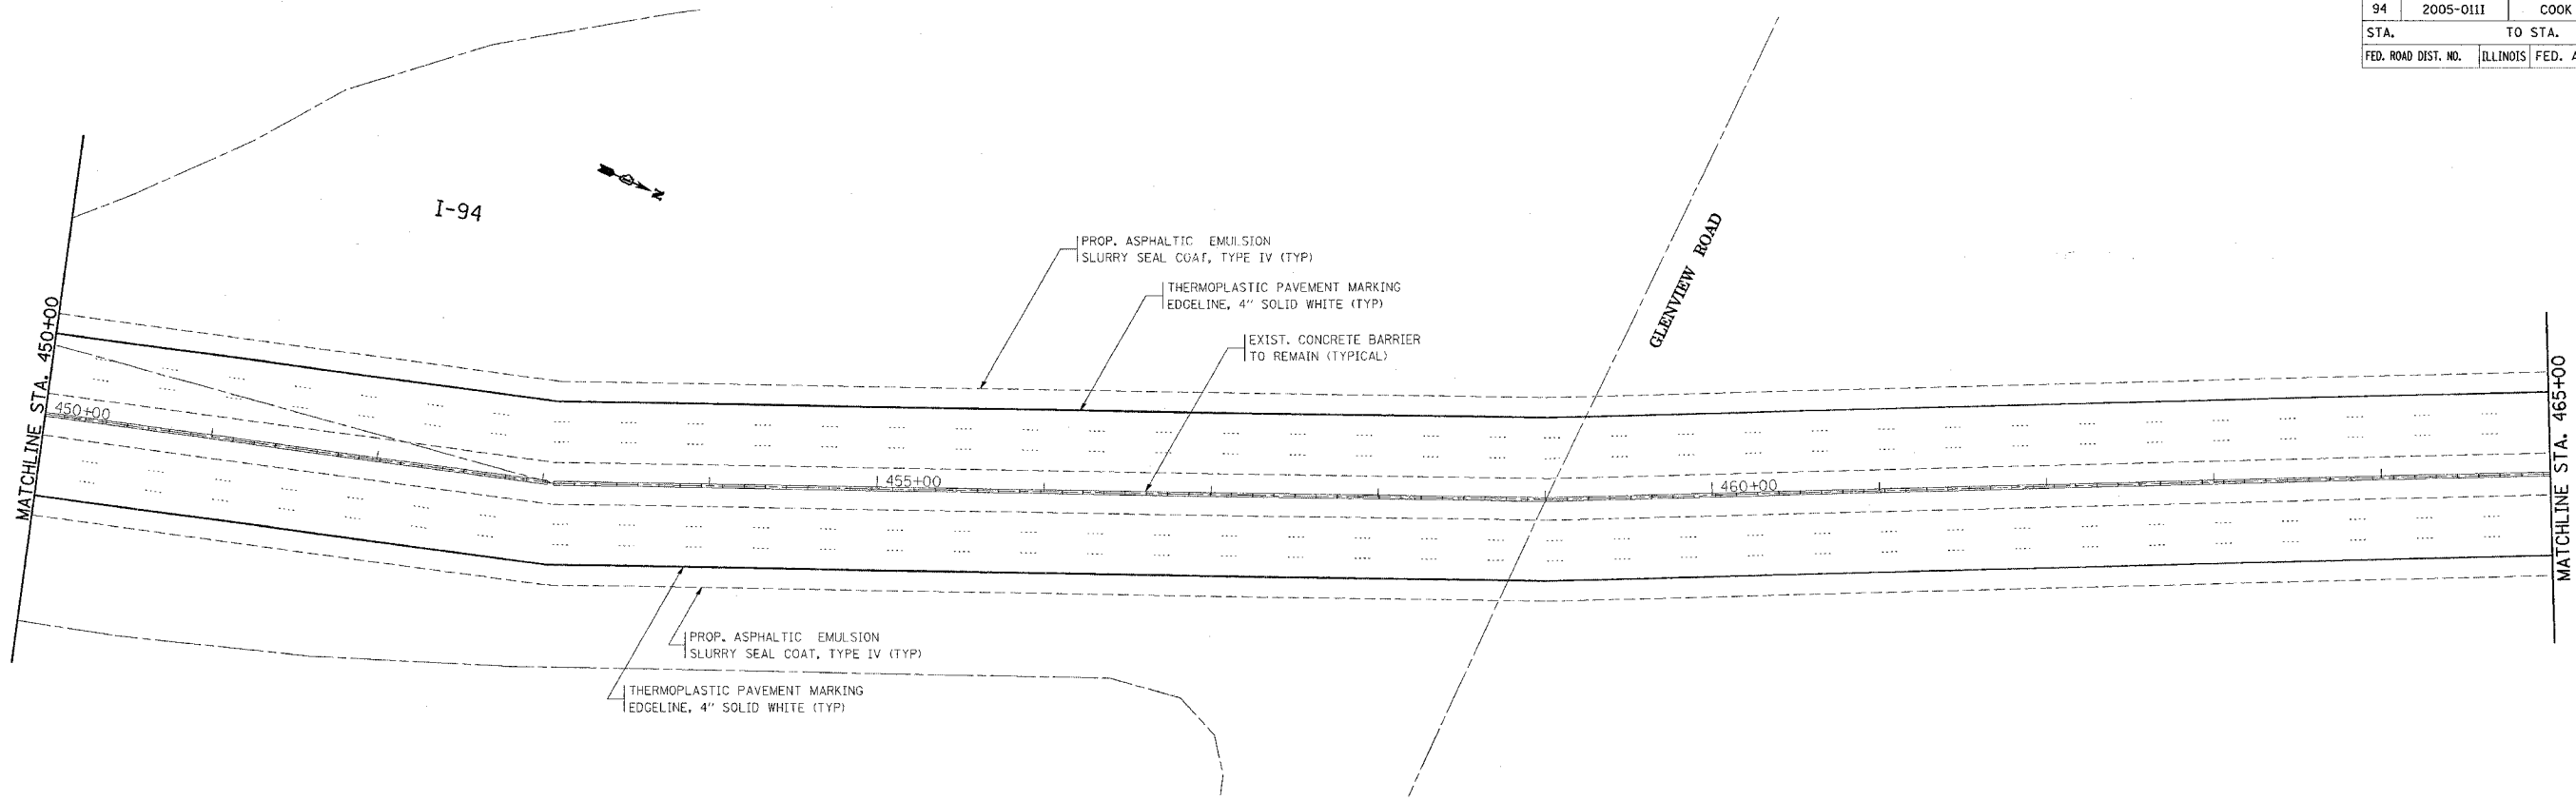 94 2005-011I COOK
STA. TO STA.
FED. ROAD DIST. NO. ILLINOIS FED.
I-94
N
PROP. ASPHALTIC EMULSION
SLURRY SEAL COAT, TYPE IV (TYP)
THERMOPLASTIC PAVEMENT MARKING
EDGELINE, 4" SOLID WHITE (TYP)
EXIST. CONCRETE BARRIER
TO REMAIN (TYPICAL)
GLENVIEW ROAD
MATCHLINE STA. 450+00
450+00
455+00
460+00
MATCHLINE STA. 465+00
PROP. ASPHALTIC EMULSION
SLURRY SEAL COAT, TYPE IV (TYP)
THERMOPLASTIC PAVEMENT MARKING
EDGELINE, 4" SOLID WHITE (TYP)